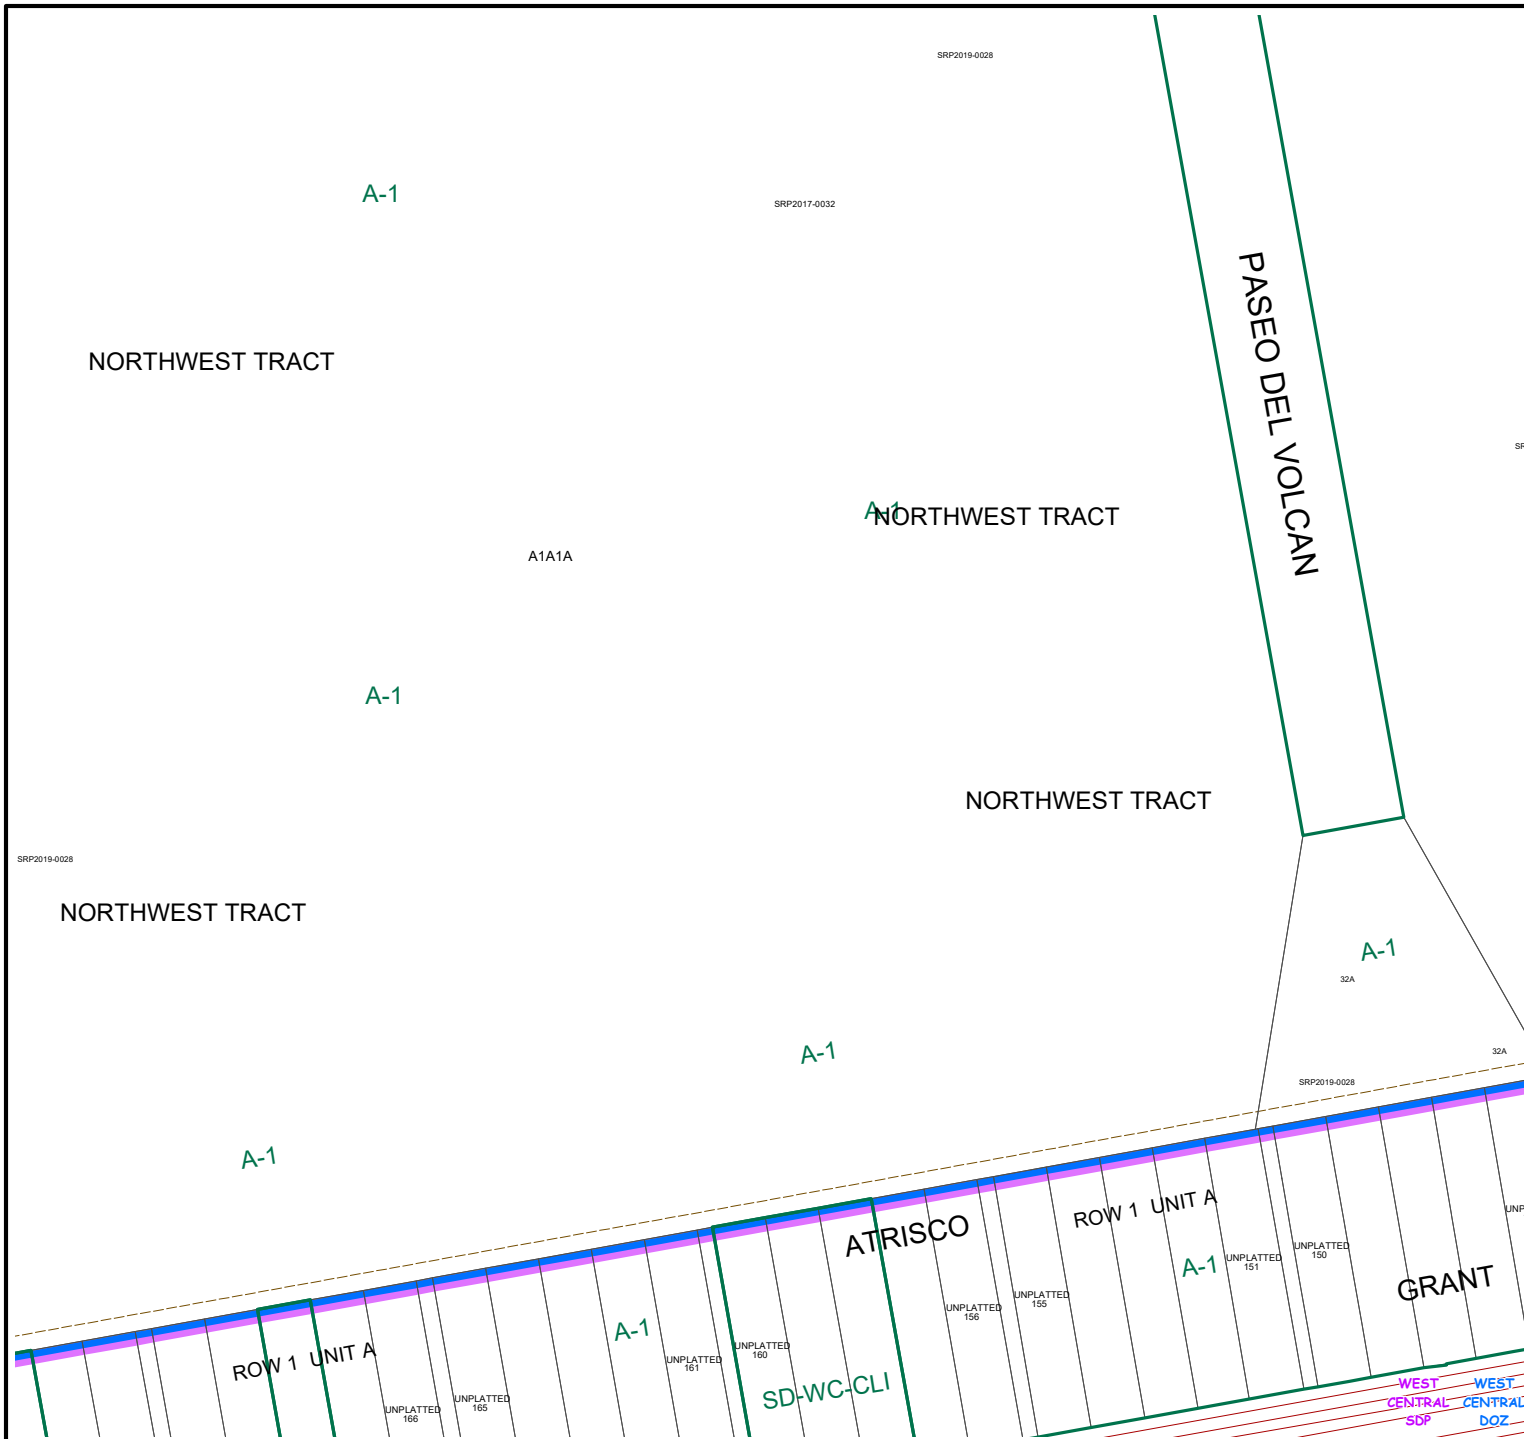 SRP2019-0028
A-1
SRP2017-0032
PASEO DEL VOLCAN
NORTHWEST TRACT
A-1
NORTHWEST TRACT
A1A1A
A-1
NORTHWEST TRACT
SRP2019-0028
NORTHWEST TRACT
A-1
32A
A-1
32A
SRP2019-0028
A-1
ROW 1 UNIT A
ATRISCO
A-1
UNPLATTED
151
UNPLATTED
150
GRANT
UNPLATTED
156
UNPLATTED
155
A-1
ROW 1 UNIT A
UNPLATTED
161
UNPLATTED
160
SD-WC-CLI
UNPLATTED
166
UNPLATTED
165
WEST
CENTRAL
SDP
WEST
CENTRAL
DOZ